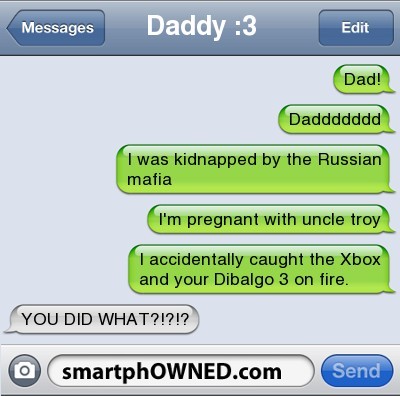 Messages
Daddy :3
Edit
Dad!
Dadddddd
I was kidnapped by the Russian
mafia
I'm pregnant with uncle troy
I accidentally caught the Xbox
and your Dibalgo 3 on fire.
YOU DID WHAT?!?!?
smartphOWNED.com
Send